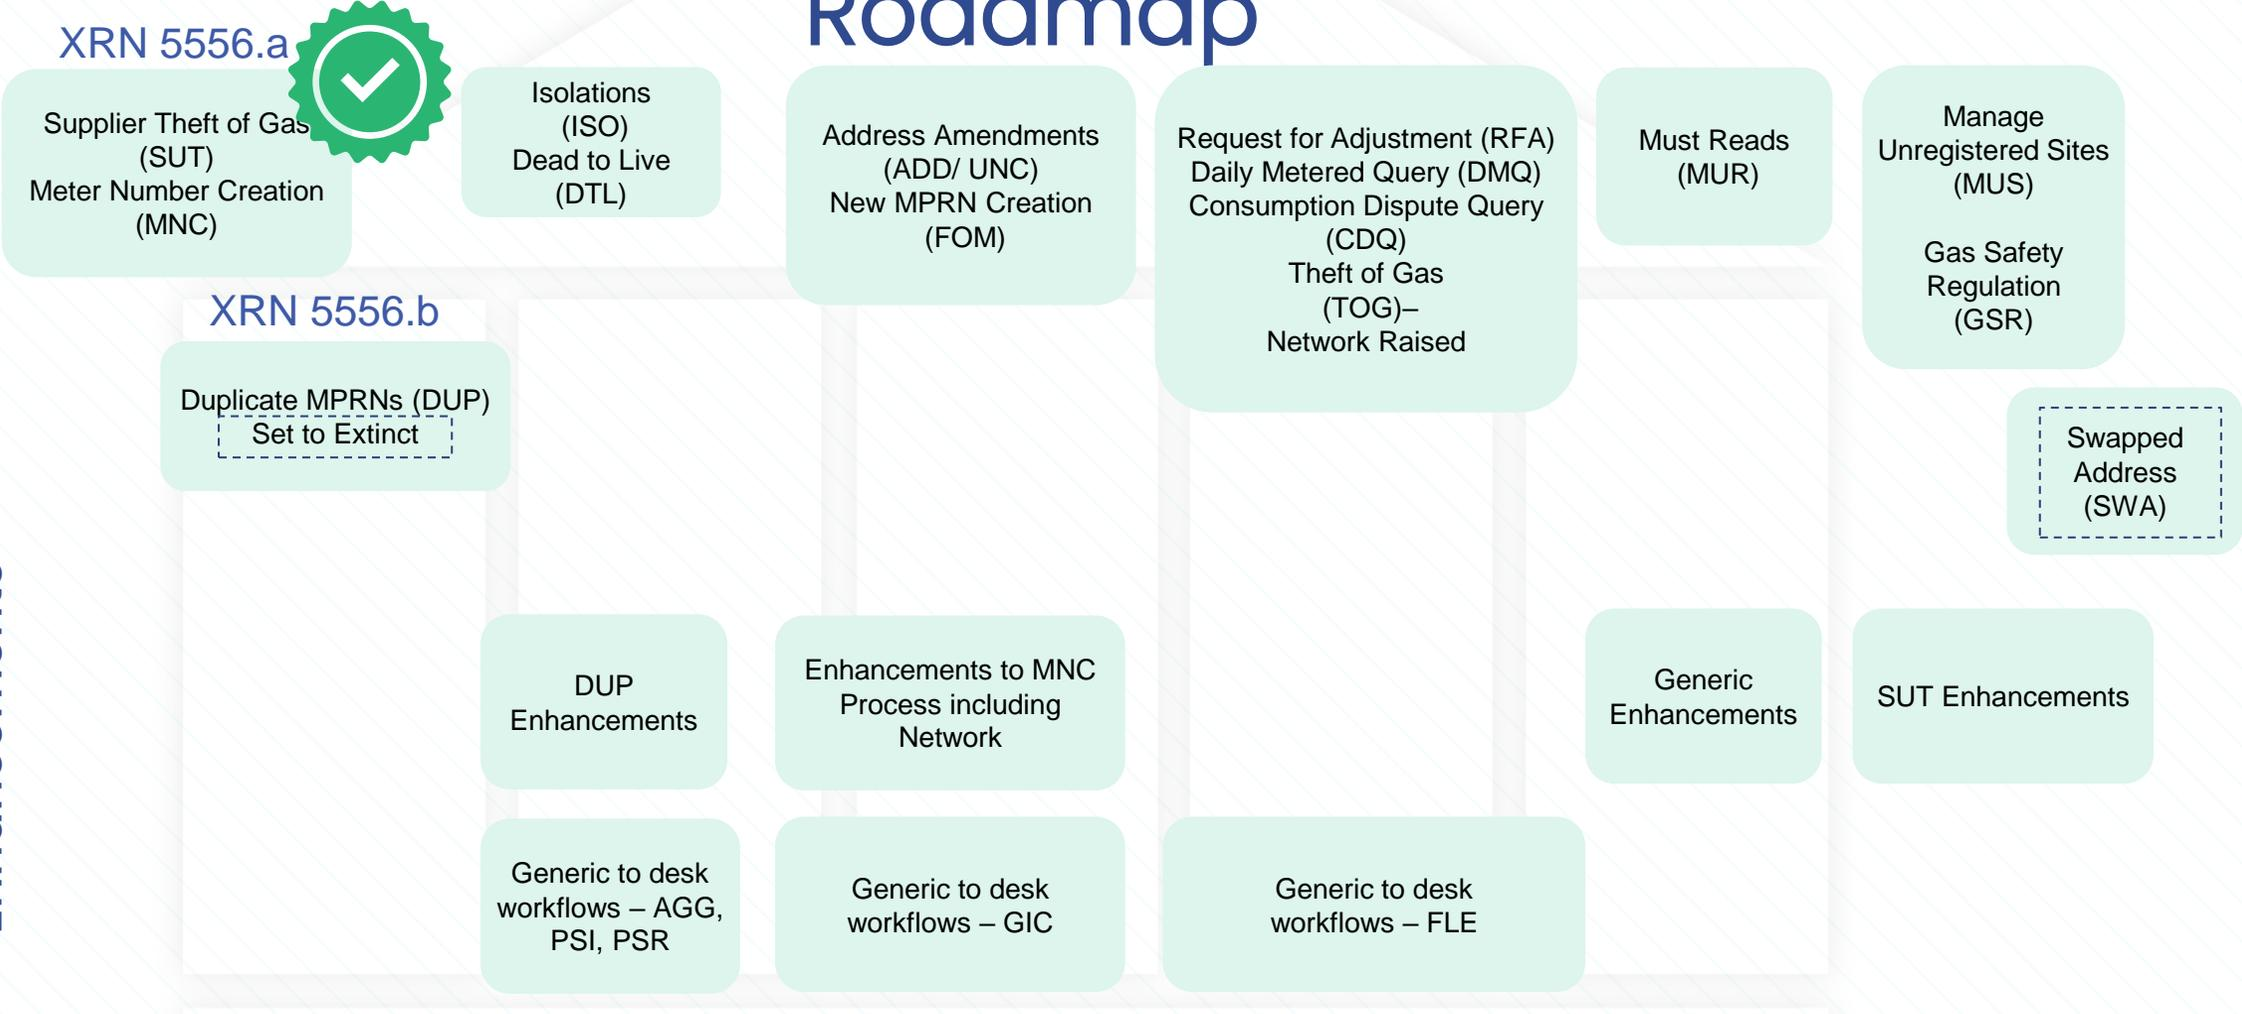 Roadmap
XRN 5556.a
Supplier Theft of Gas
(SUT)
Meter Number Creation
(MNC)
Isolations
(ISO)
Dead to Live
(DTL)
Address Amendments
(ADD/ UNC)
New MPRN Creation
(FOM)
Request for Adjustment (RFA)
Daily Metered Query (DMQ)
Consumption Dispute Query
(CDQ)
Theft of Gas
(TOG)–
Network Raised
Must Reads
(MUR)
Manage
Unregistered Sites
(MUS)
Gas Safety
Regulation
(GSR)
XRN 5556.b
Duplicate MPRNs (DUP)
Set to Extinct
Swapped
Address
(SWA)
DUP
Enhancements
Enhancements to MNC
Process including
Network
Generic
Enhancements
SUT Enhancements
Generic to desk
workflows – AGG,
PSI, PSR
Generic to desk
workflows – GIC
Generic to desk
workflows – FLE